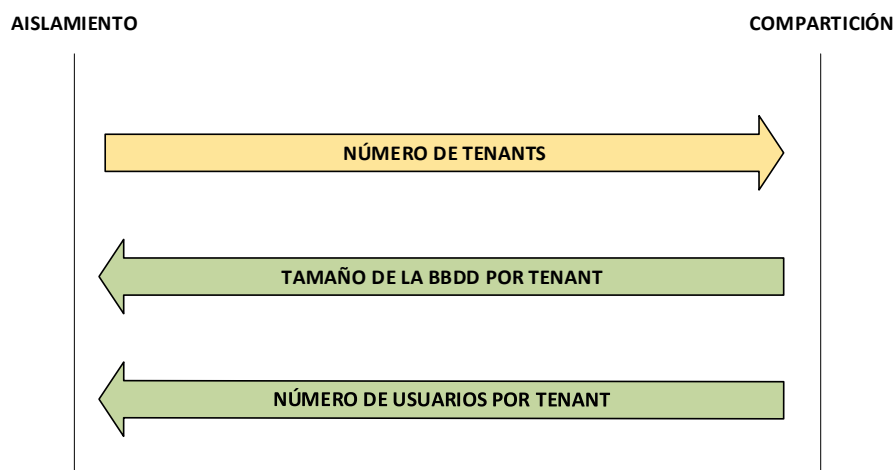 AISLAMIENTO
COMPARTICIÓN
NÚMERO DE TENANTS
TAMAÑO DE LA BBDD POR TENANT
NÚMERO DE USUARIOS POR TENANT